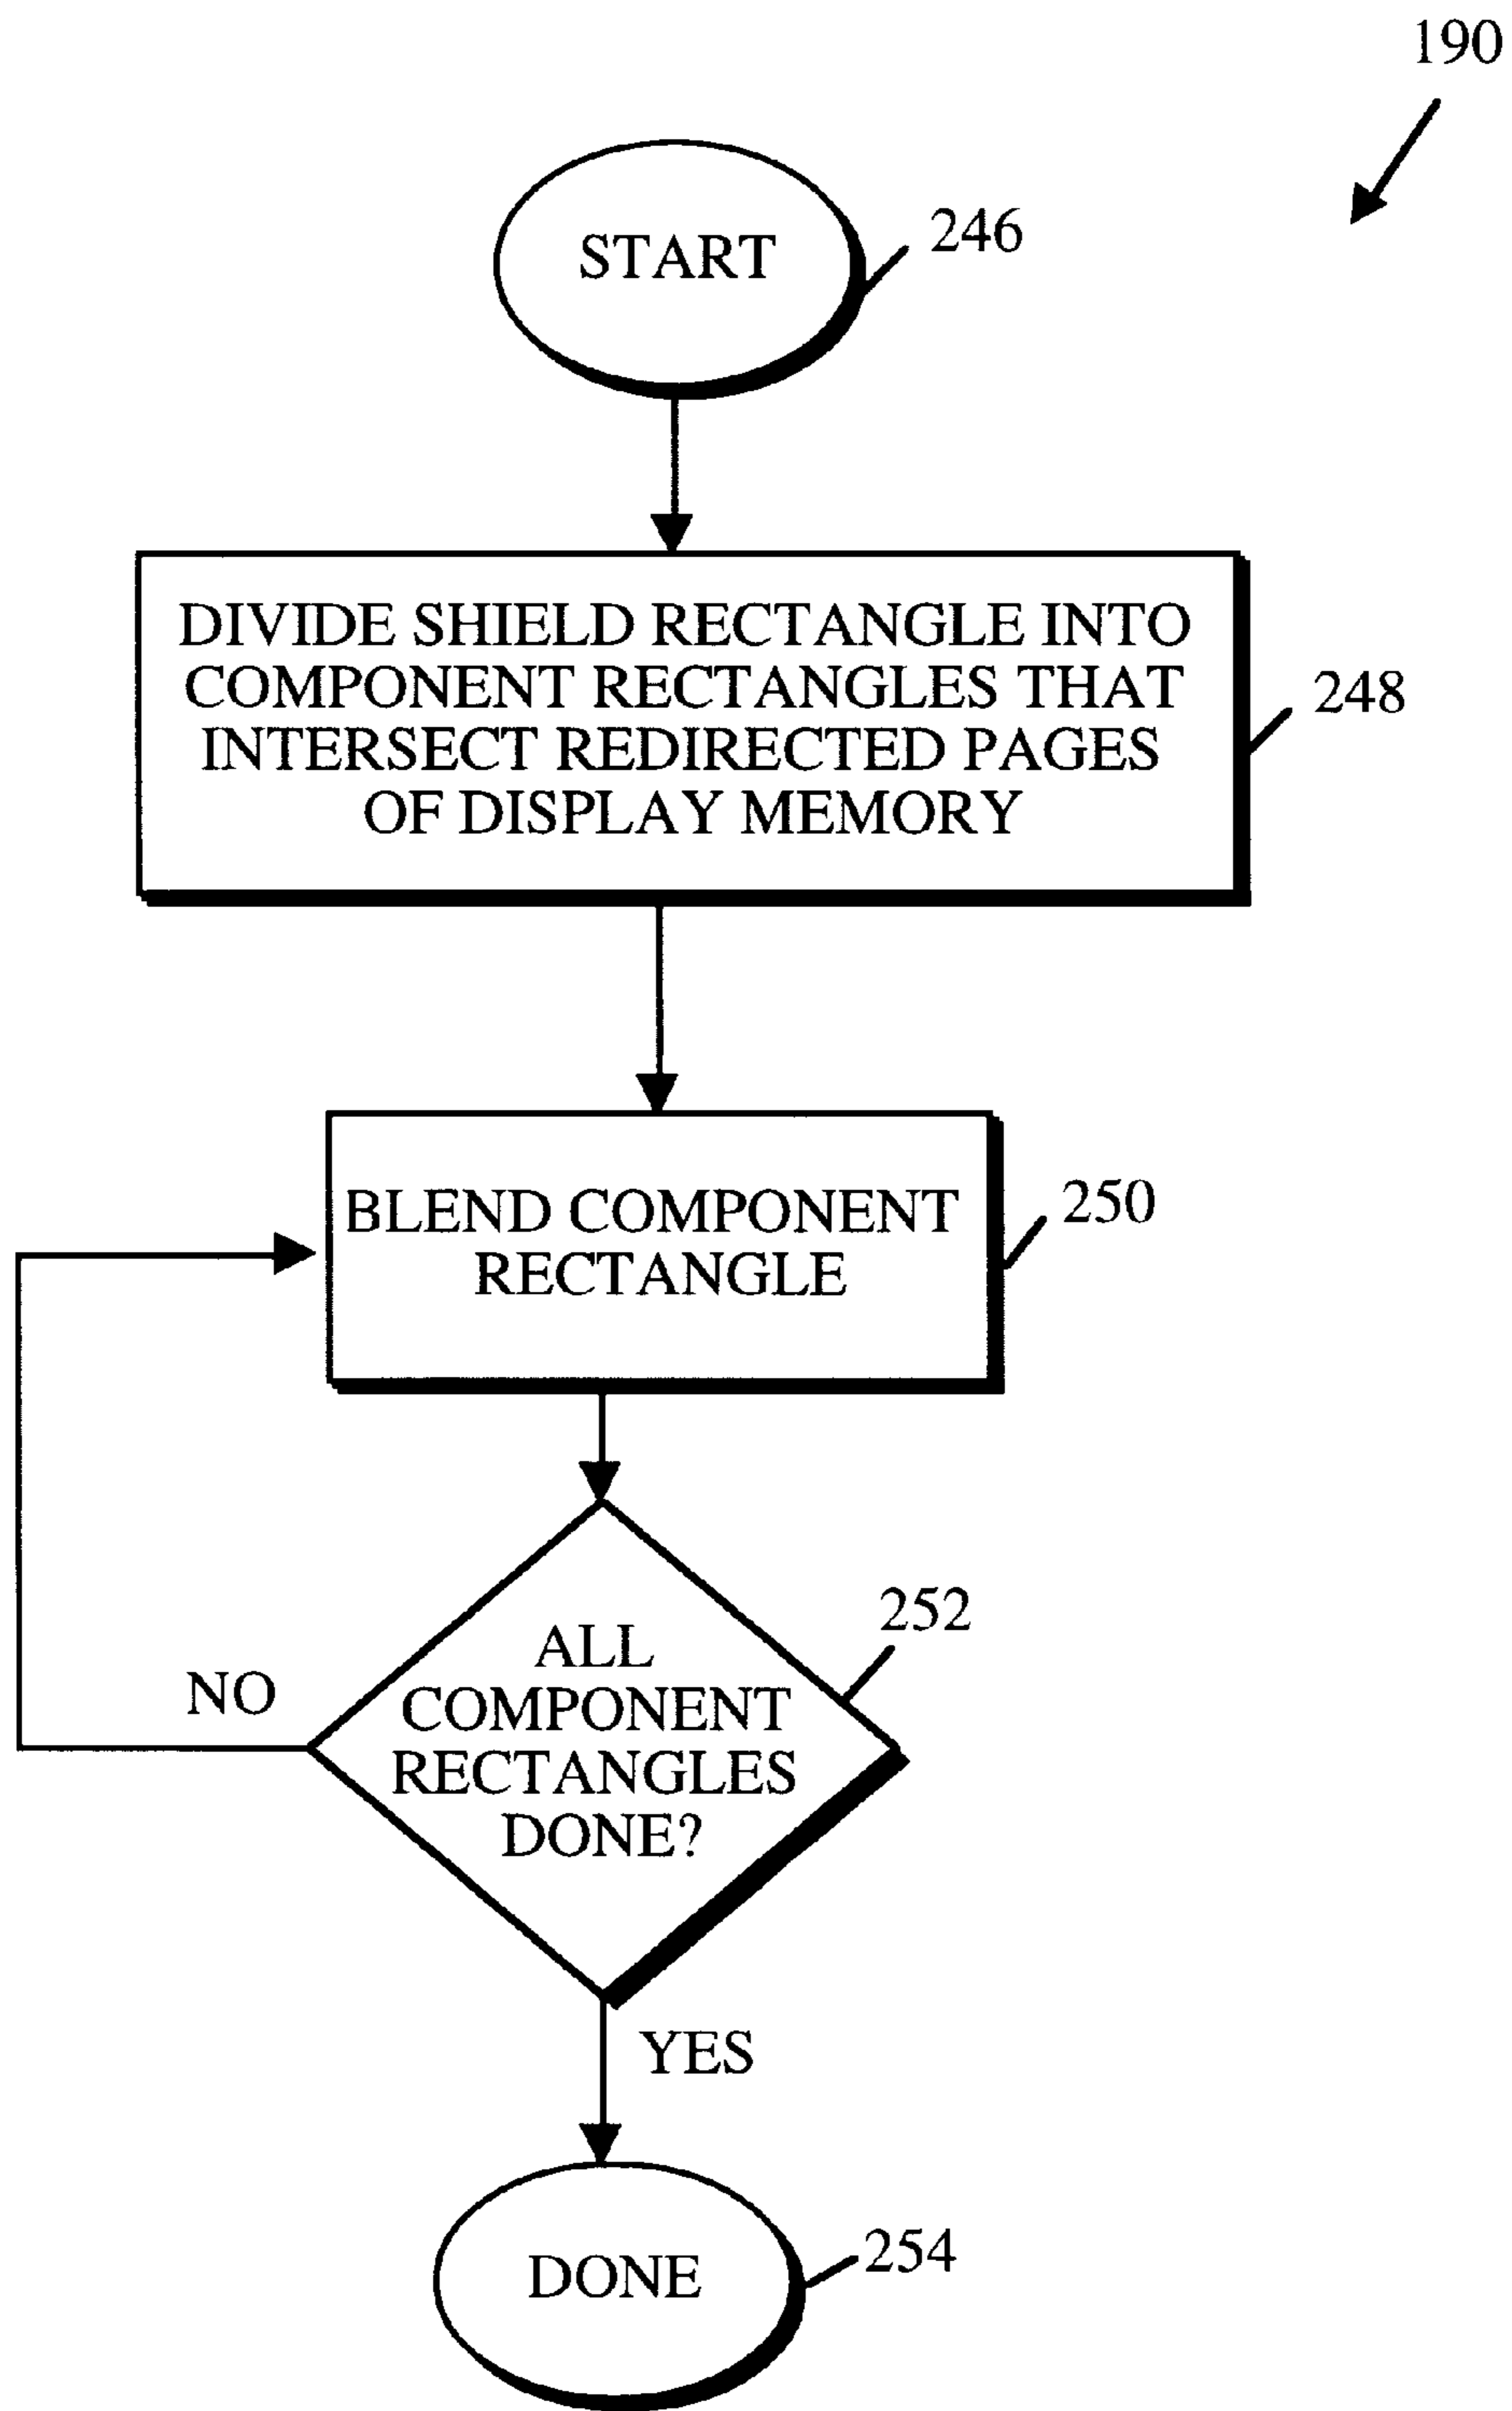 190
START
246
DIVIDE SHIELD RECTANGLE INTO
COMPONENT RECTANGLES THAT
INTERSECT REDIRECTED PAGES
OF DISPLAY MEMORY
248
BLEND COMPONENT
RECTANGLE
250
252
ALL
COMPONENT
RECTANGLES
DONE?
NO
YES
DONE
254